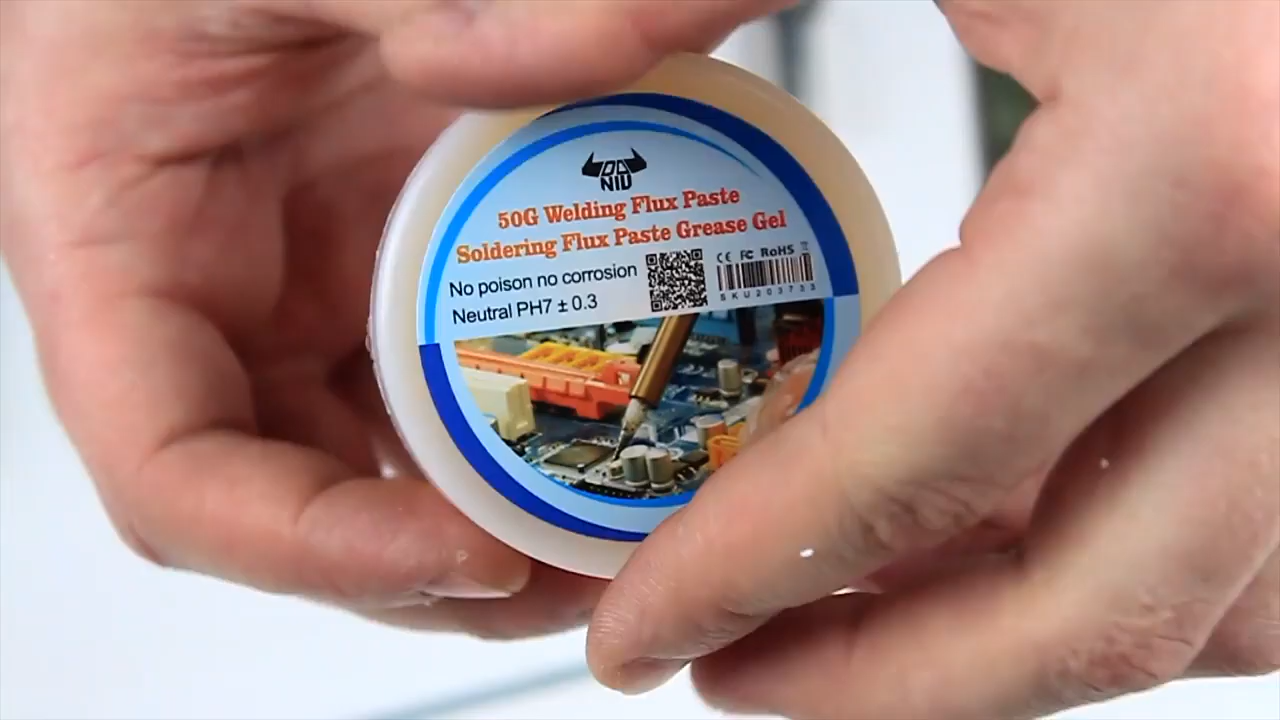 DA
NIU
50G Welding Flux Paste
Soldering Flux Paste Grease Gel
No poison no corrosion
Neutral PH7 ± 0.3
CE FC RoHS
SKU203733